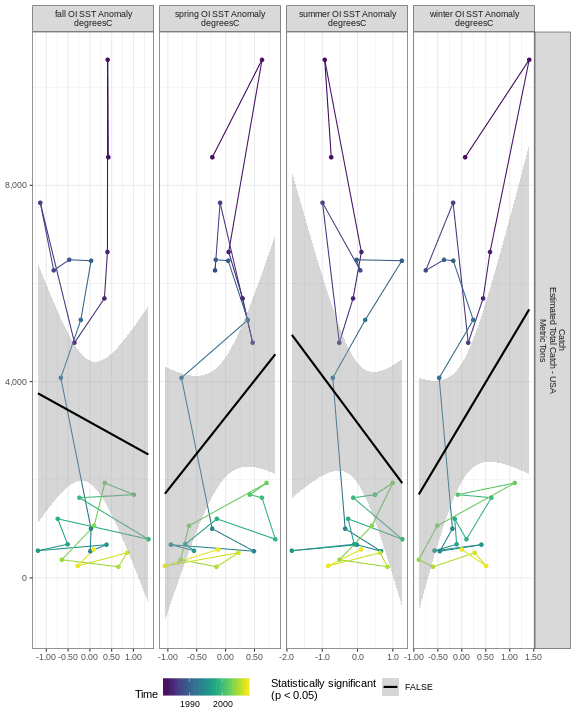 fall OI SST Anomaly
degreesC
spring OI SST Anomaly
degreesC
summer OI SST Anomaly
degreesC
winter OI SST Anomaly
degreesC
8,000
4,000
0
Catch
Estimated Total Catch - USA
Metric Tons
-1.00 -0.50 0.00 0.50 1.00
-1.00 -0.50 0.00 0.50
-2.0 -1.0 0.0 1.0
-1.00 -0.50 0.00 0.50 1.00 1.50
Time
1990 2000
Statistically significant
(p < 0.05)
FALSE